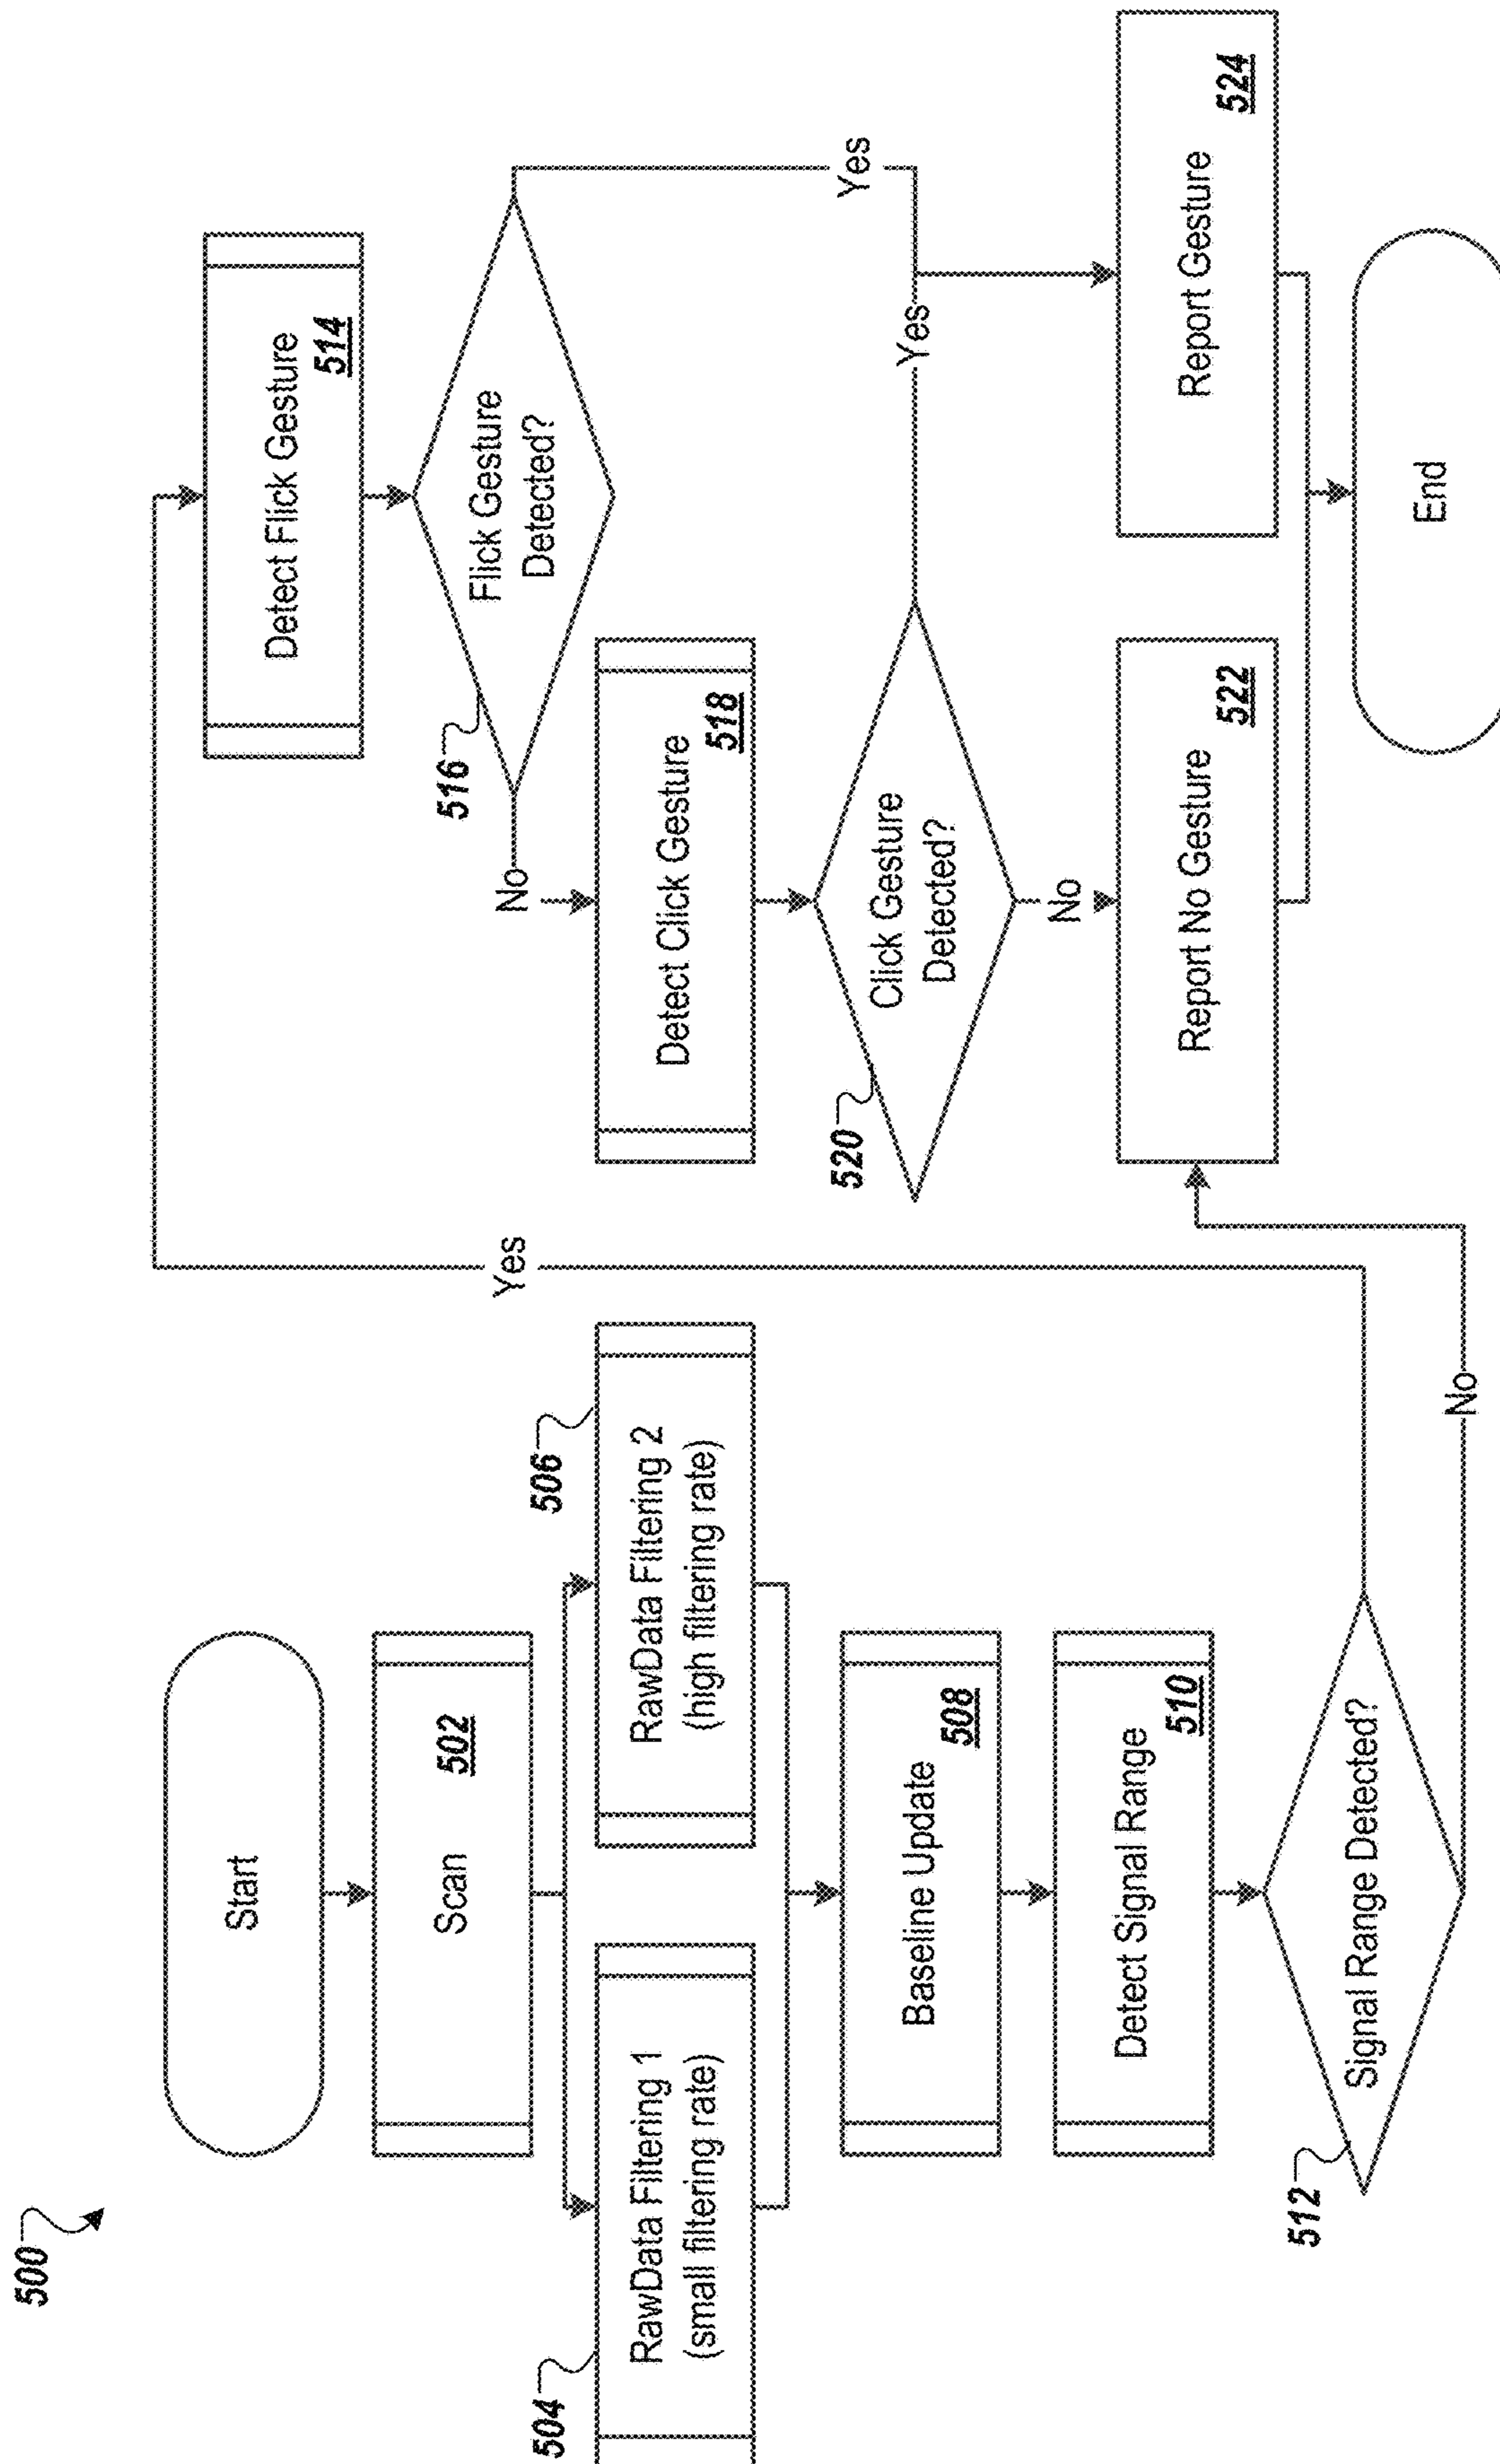 500
Start
Scan
502
504
RawData Filtering 1
(small filtering rate)
506
RawData Filtering 2
(high filtering rate)
Baseline Update
508
Detect Signal Range
510
512
Signal Range Detected?
Yes
No
Detect Flick Gesture
514
516
Flick Gesture
Detected?
No
Yes
Detect Click Gesture
518
520
Click Gesture
Detected?
Yes
No
Report No Gesture
522
Report Gesture
524
End